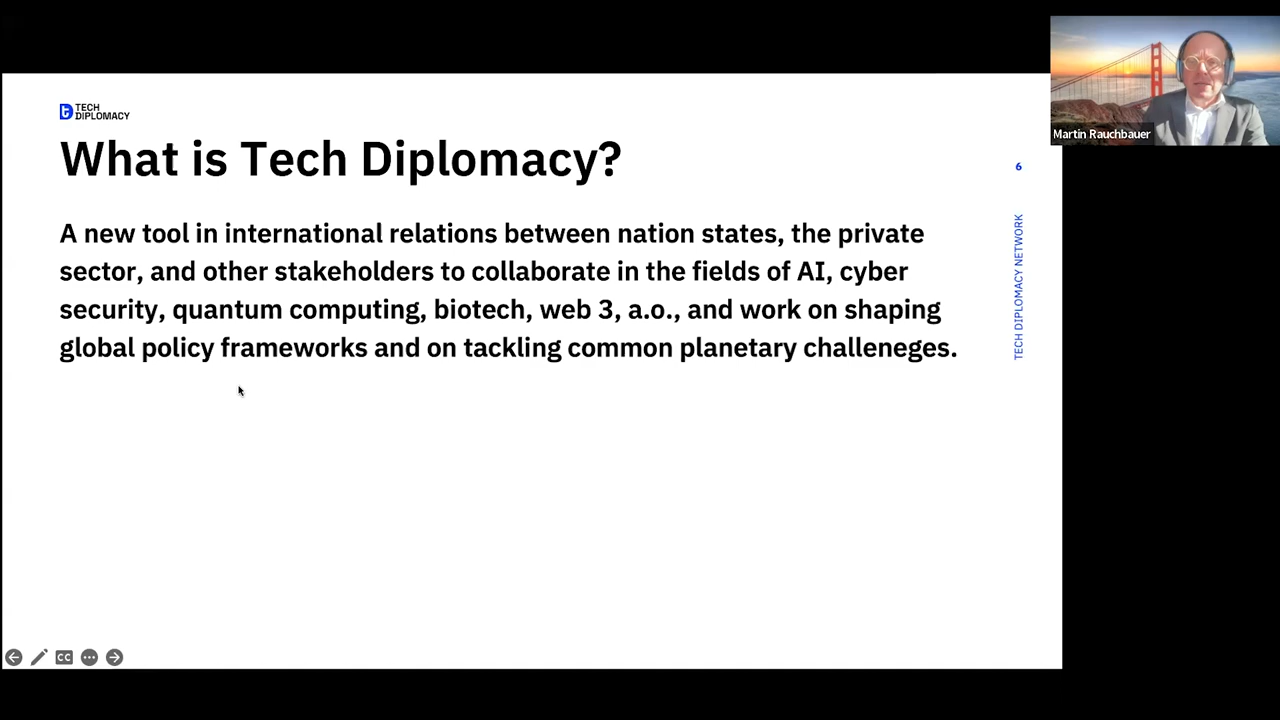 TECH
DIPLOMACY
What is Tech Diplomacy?
A new tool in international relations between nation states, the private
sector, and other stakeholders to collaborate in the fields of AI, cyber
security, quantum computing, biotech, web 3, a.o., and work on shaping
global policy frameworks and on tackling common planetary challeneges.
6
TECH DIPLOMACY NETWORK
Martin Rauchbauer
CC